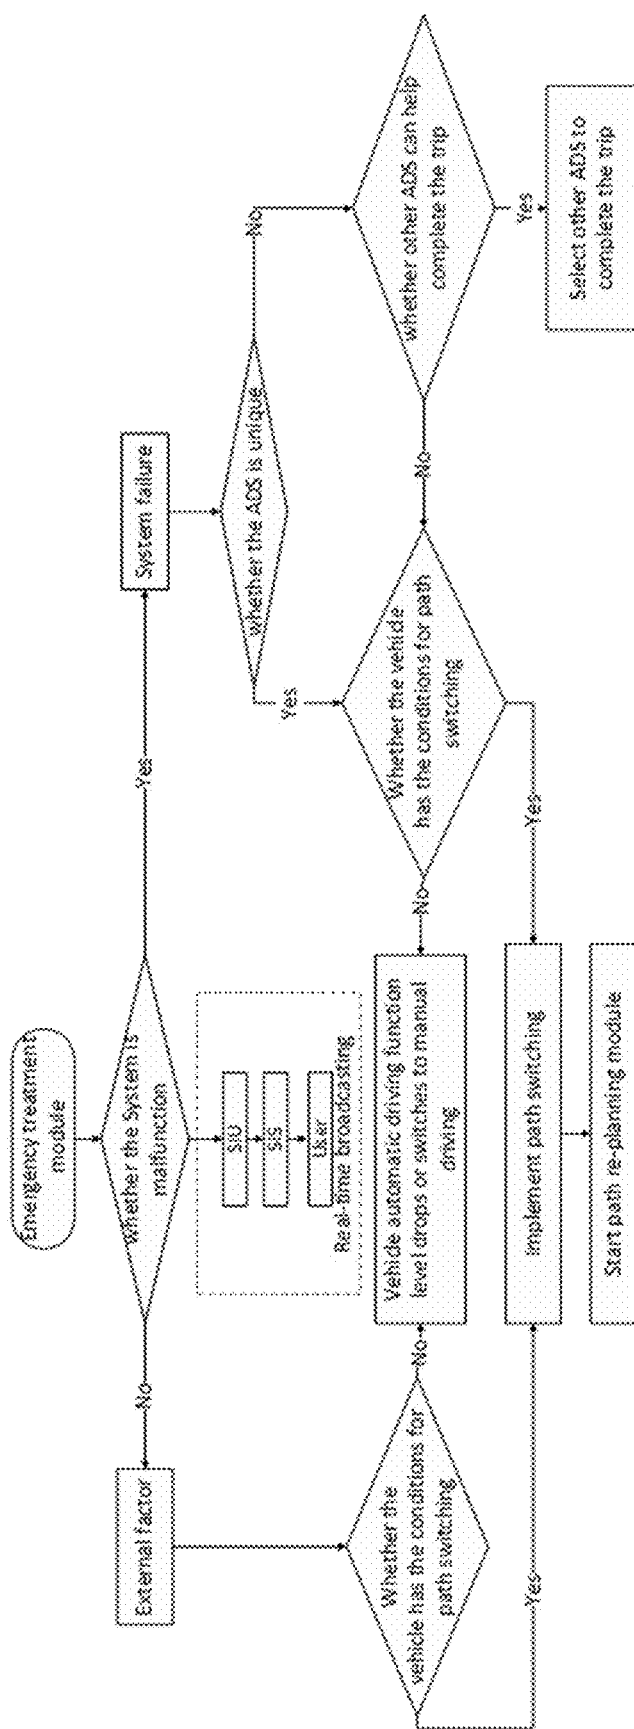 Emergency treatment
module
Whether the System is
malfunction
No
Yes
External factor
System failure
SIU
SIS
User
Real-time broadcasting
whether the ADS is unique
Yes
No
Whether the
vehicle has the conditions for
path switching
No
Vehicle automatic driving function
level drops or switches to manual
driving
No
Whether the vehicle
has the conditions for path
switching
No
whether other ADS can help
complete the trip
Yes
Implement path switching
Yes
Yes
Select other ADS to
complete the trip
Start path re-planning module